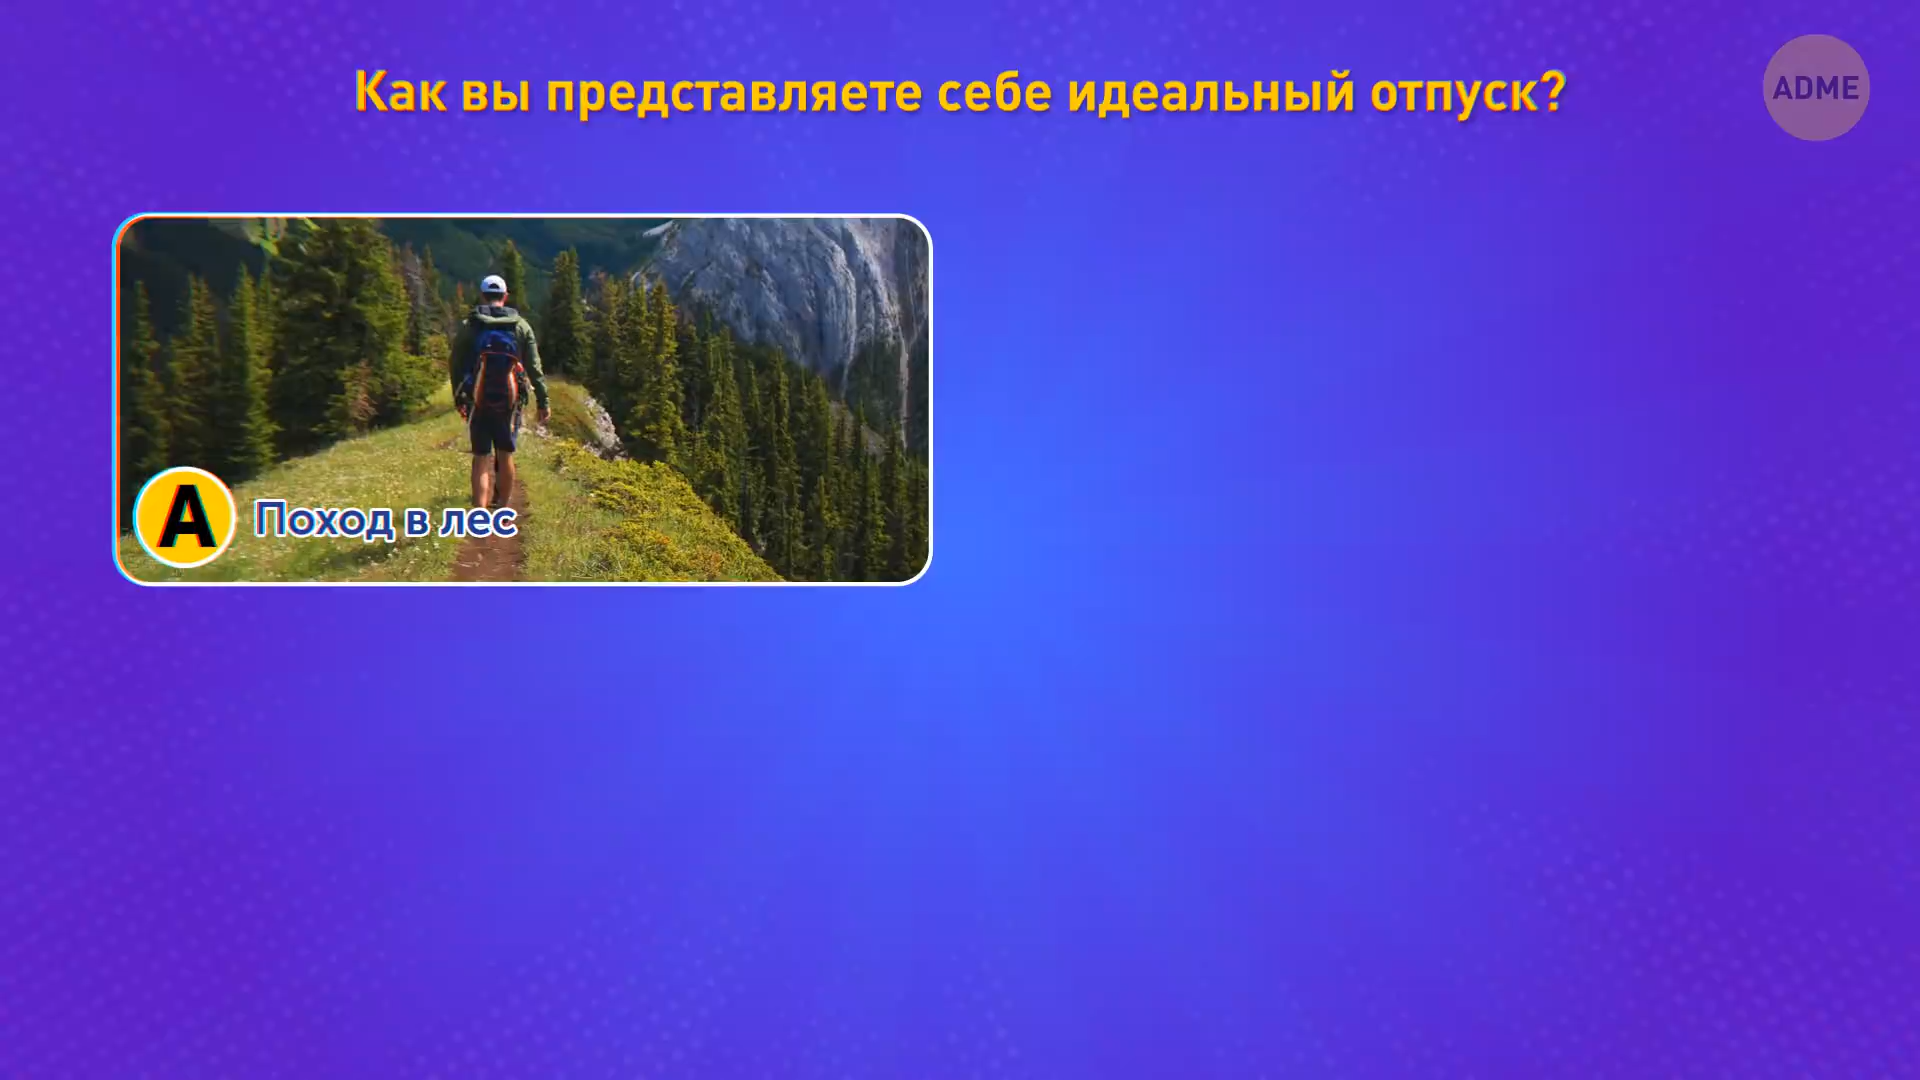 Как вы представляете себе идеальный отпуск?
ADME
A Поход в лес